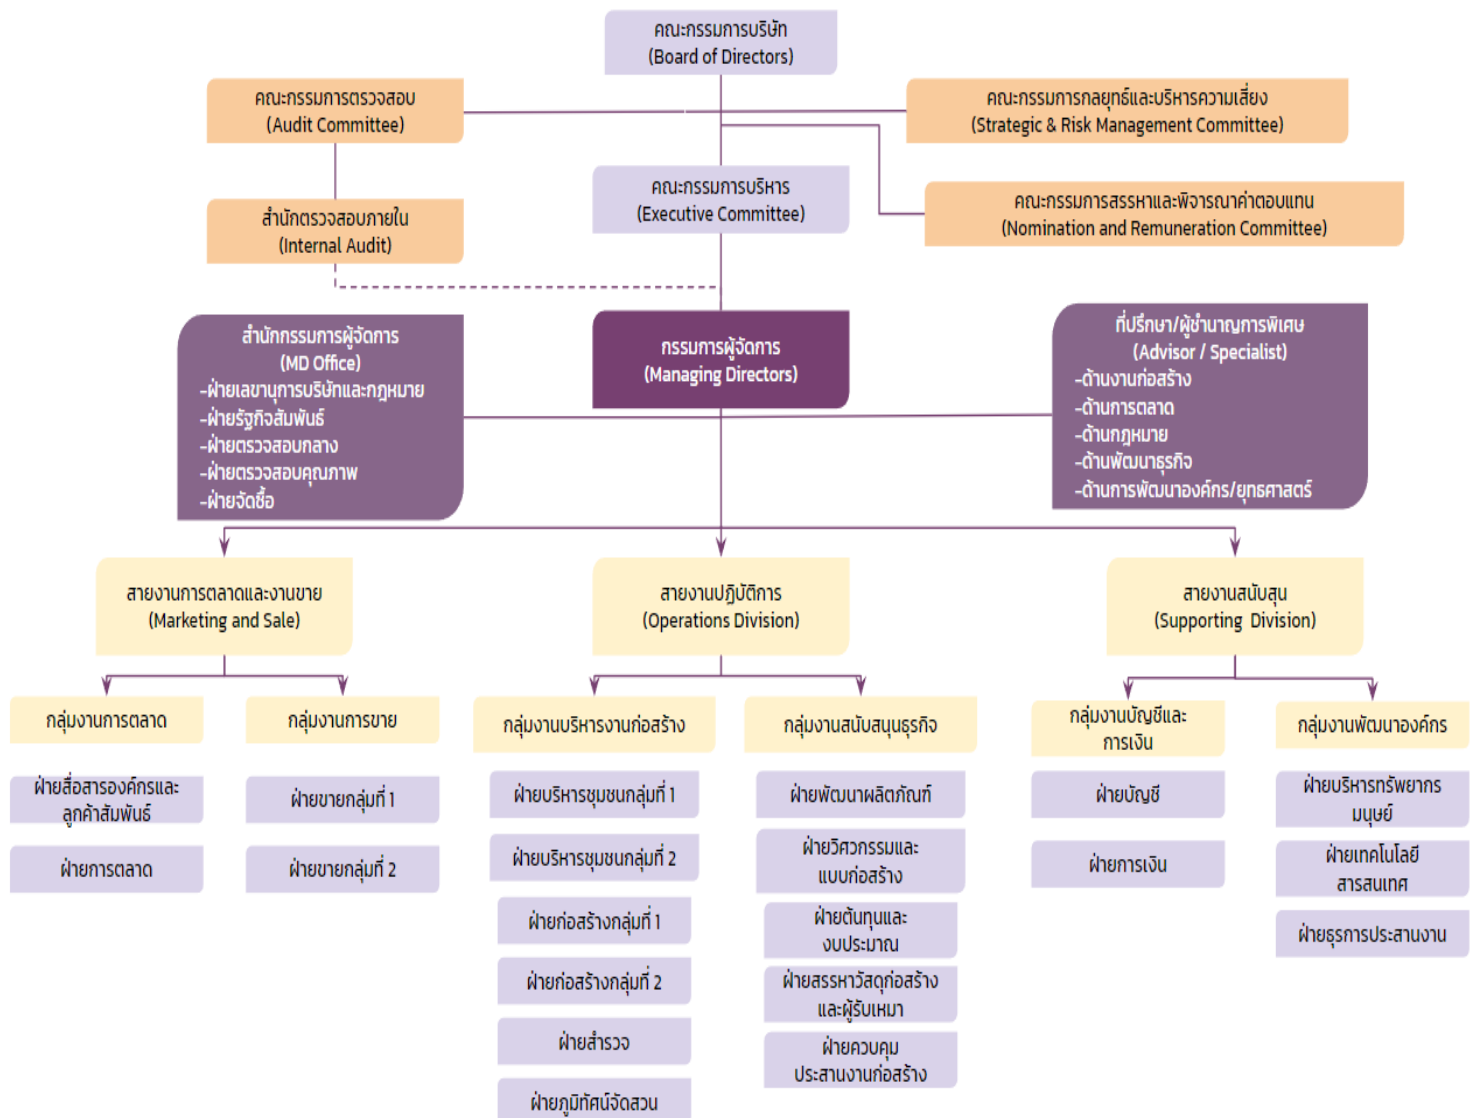 คณะกรรมการบริษัท
(Board of Directors)
คณะกรรมการตรวจสอบ
(Audit Committee)
คณะกรรมการกลยุทธ์และบริหารความเสี่ยง
(Strategic & Risk Management Committee)
คณะกรรมการบริหาร
(Executive Committee)
คณะกรรมการสรรหาและพิจารณาค่าตอบแทน
(Nomination and Remuneration Committee)
สำนักตรวจสอบภายใน
(Internal Audit)
สำนักกรรมการผู้จัดการ
(MD Office)
-ฝ่ายเลขานุการบริษัทและกฎหมาย
-ฝ่ายรัฐกิจสัมพันธ์
-ฝ่ายตรวจสอบกลาง
-ฝ่ายตรวจสอบคุณภาพ
-ฝ่ายจัดซื้อ
กรรมการผู้จัดการ
(Managing Directors)
ที่ปรึกษา/ผู้ชำนาญการพิเศษ
(Advisor / Specialist)
-ด้านงานก่อสร้าง
-ด้านการตลาด
-ด้านกฎหมาย
-ด้านพัฒนาธุรกิจ
-ด้านการพัฒนาองค์กร/ยุทธศาสตร์
สายงานการตลาดและงานขาย
(Marketing and Sale)
สายงานปฏิบัติการ
(Operations Division)
สายงานสนับสุน
(Supporting Division)
กลุ่มงานการตลาด
ฝ่ายสื่อสารองค์กรและ
ลูกค้าสัมพันธ์
ฝ่ายการตลาด
กลุ่มงานการขาย
ฝ่ายขายกลุ่มที่ 1
ฝ่ายขายกลุ่มที่ 2
กลุ่มงานบริหารงานก่อสร้าง
ฝ่ายบริหารชุมชนกลุ่มที่ 1
ฝ่ายบริหารชุมชนกลุ่มที่ 2
ฝ่ายก่อสร้างกลุ่มที่ 1
ฝ่ายก่อสร้างกลุ่มที่ 2
ฝ่ายสำรวจ
ฝ่ายภูมิทัศน์จัดสวน
กลุ่มงานสนับสนุนธุรกิจ
ฝ่ายพัฒนาผลิตภัณฑ์
ฝ่ายวิศวกรรมและ
แบบก่อสร้าง
ฝ่ายต้นทุนและ
งบประมาณ
ฝ่ายสรรหาวัสดุก่อสร้าง
และผู้รับเหมา
ฝ่ายควบคุม
ประสานงานก่อสร้าง
กลุ่มงานบัญชีและ
การเงิน
ฝ่ายบัญชี
ฝ่ายการเงิน
กลุ่มงานพัฒนาองค์กร
ฝ่ายบริหารทรัพยากร
มนุษย์
ฝ่ายเทคโนโลยี
สารสนเทศ
ฝ่ายธุรการประสานงาน